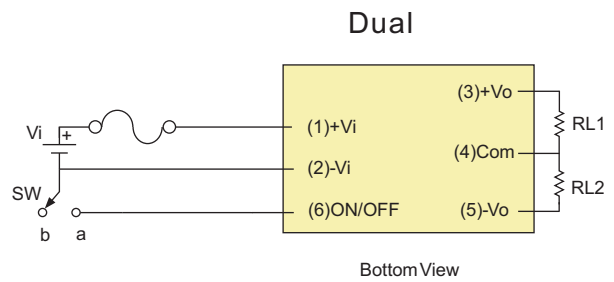 Dual
(3)+Vo
RL1
Vi
+
(1)+Vi
(4)Com
(2)-Vi
RL2
SW
(6)ON/OFF
(5)-Vo
b
a
Bottom View